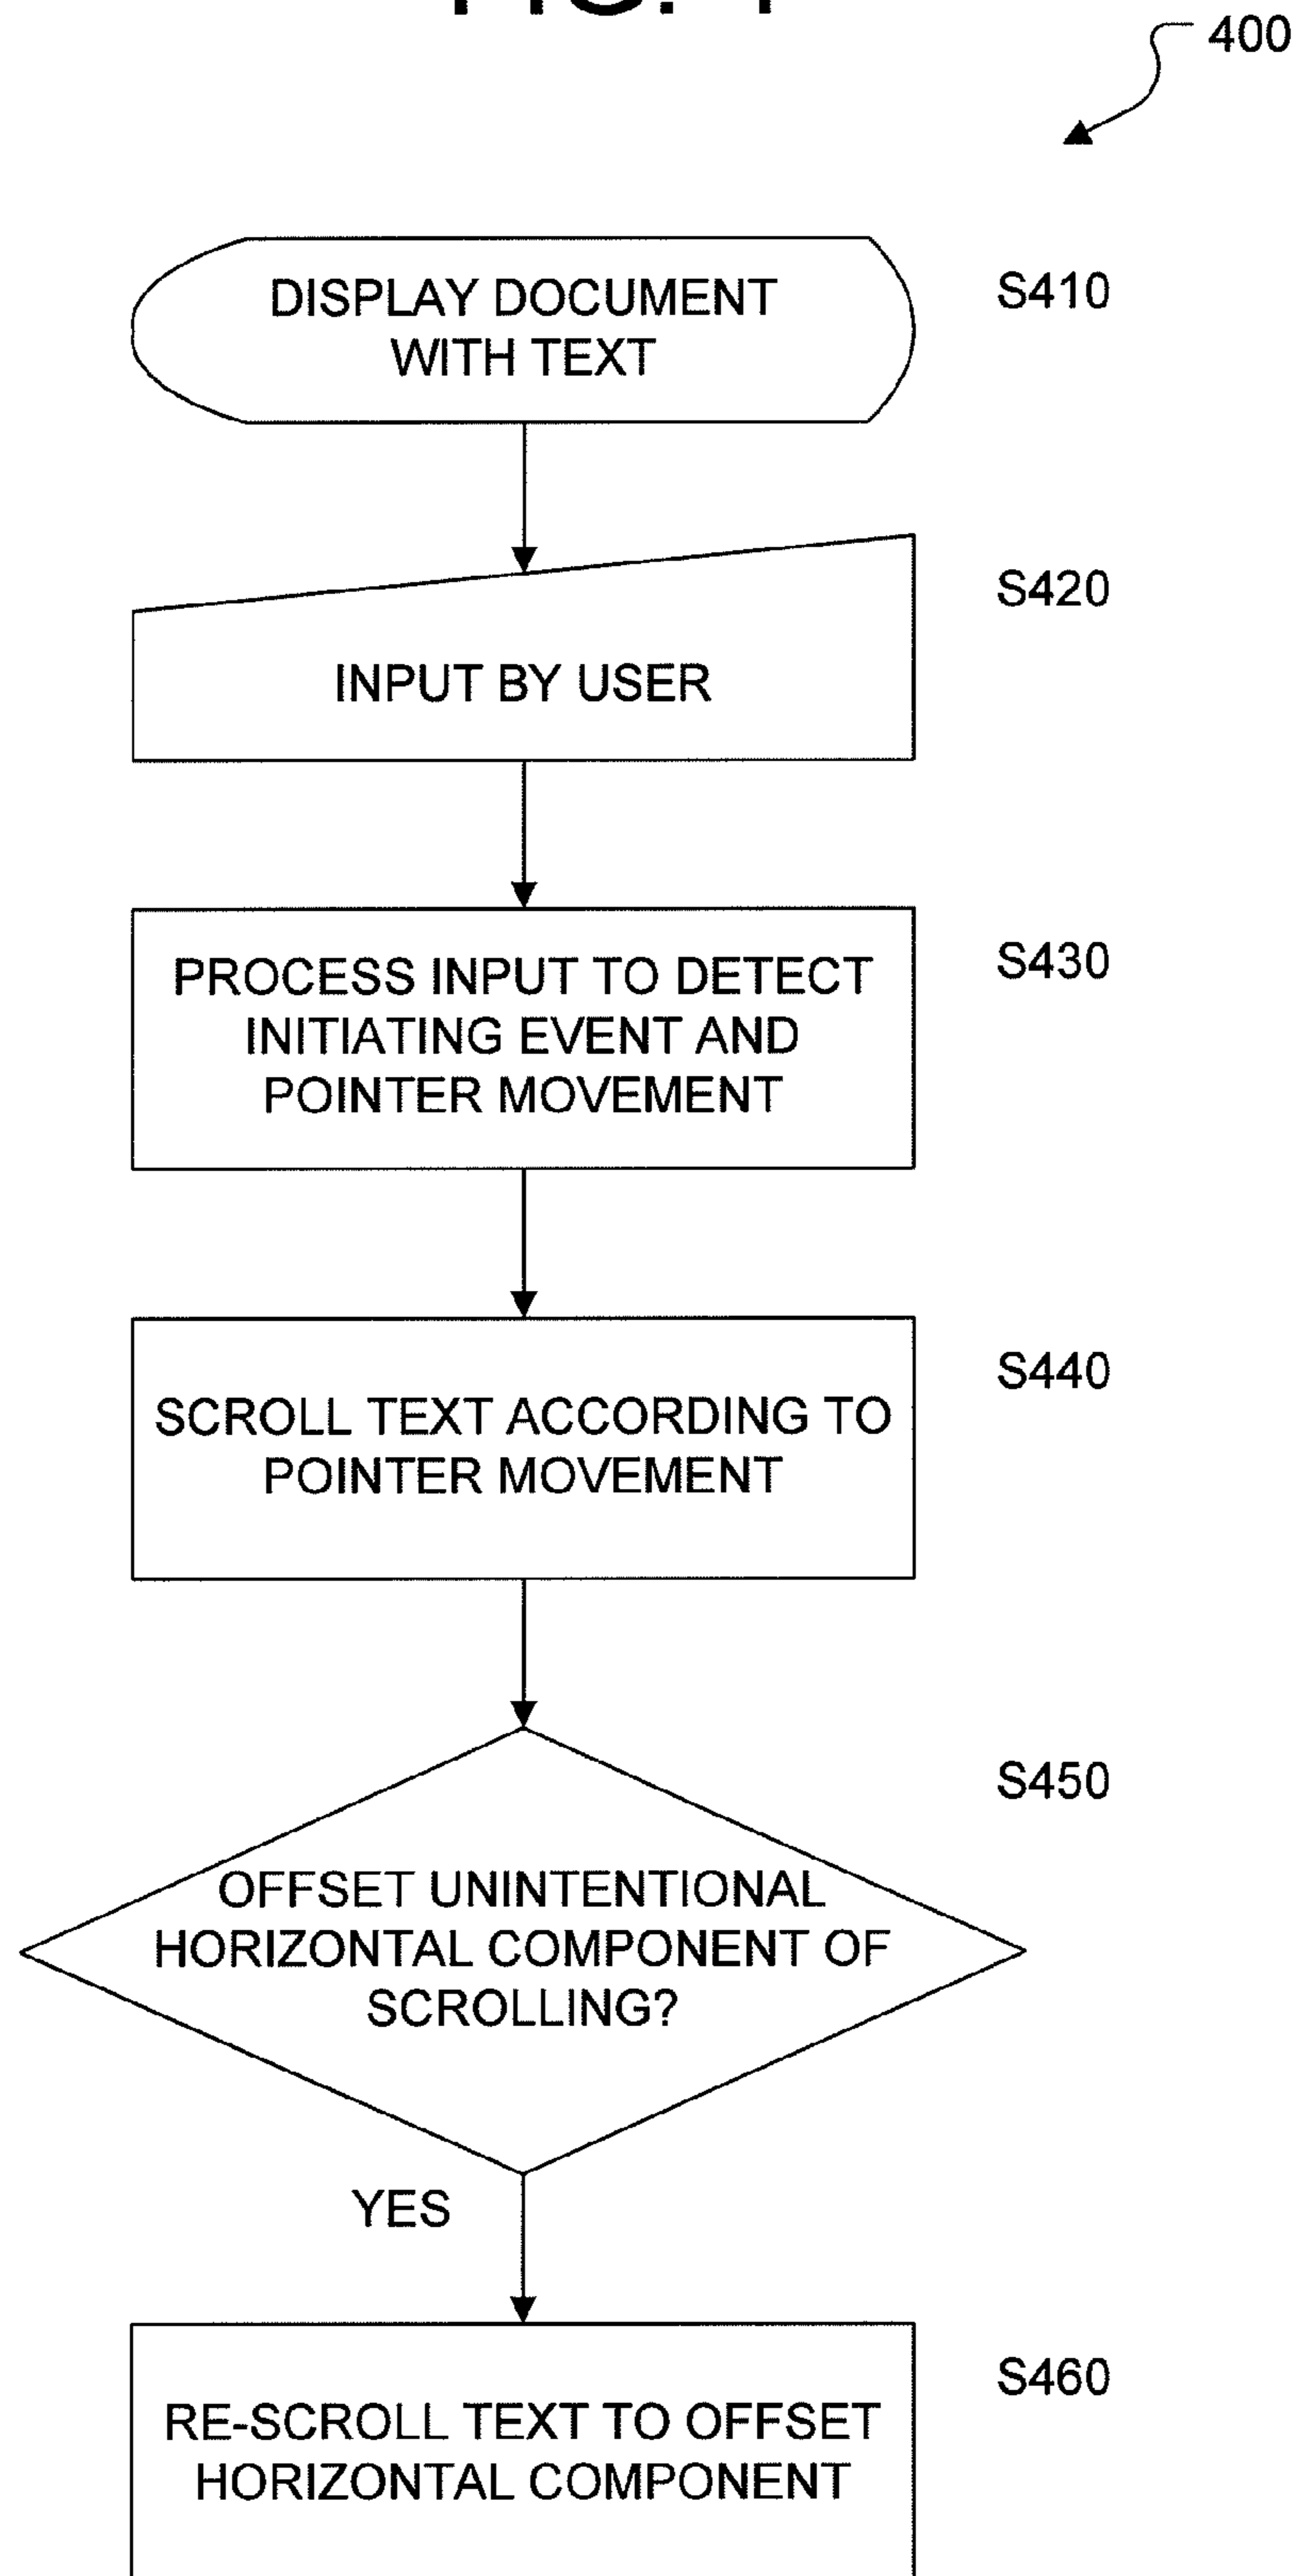 FIG. 4
400
DISPLAY DOCUMENT
WITH TEXT
S410
S420
INPUT BY USER
PROCESS INPUT TO DETECT
INITIATING EVENT AND
POINTER MOVEMENT
S430
SCROLL TEXT ACCORDING TO
POINTER MOVEMENT
S440
S450
OFFSET UNINTENTIONAL
HORIZONTAL COMPONENT OF
SCROLLING?
YES
S460
RE-SCROLL TEXT TO OFFSET
HORIZONTAL COMPONENT